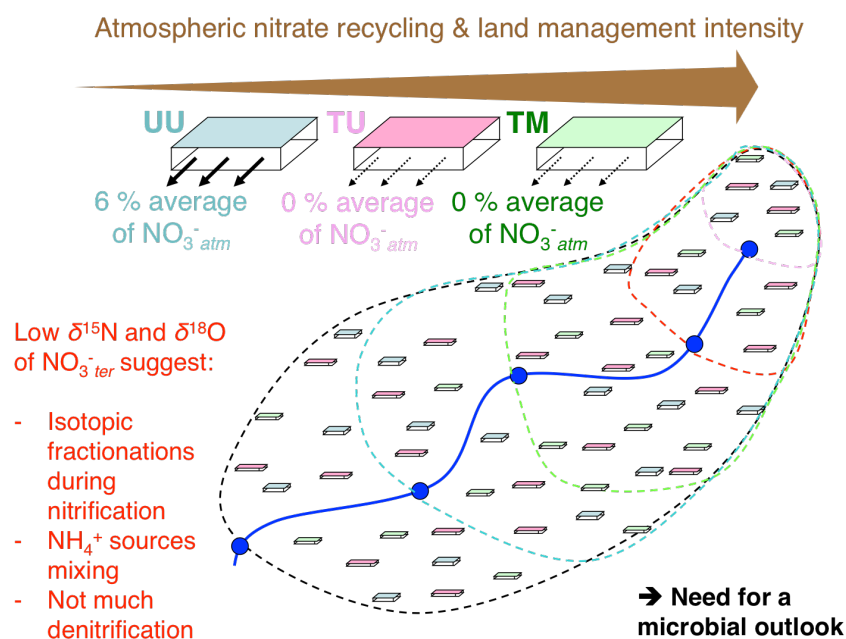 Atmospheric nitrate recycling & land management intensity
UU TU TM
6 % average of NO₃⁻atm
0 % average of NO₃⁻atm
0 % average of NO₃⁻atm
Low δ¹⁵N and δ¹⁸O
of NO₃⁻ter suggest:
- Isotopic
fractionations
during
nitrification
- NH₄⁺ sources
mixing
- Not much
denitrification
➔ Need for a
microbial outlook